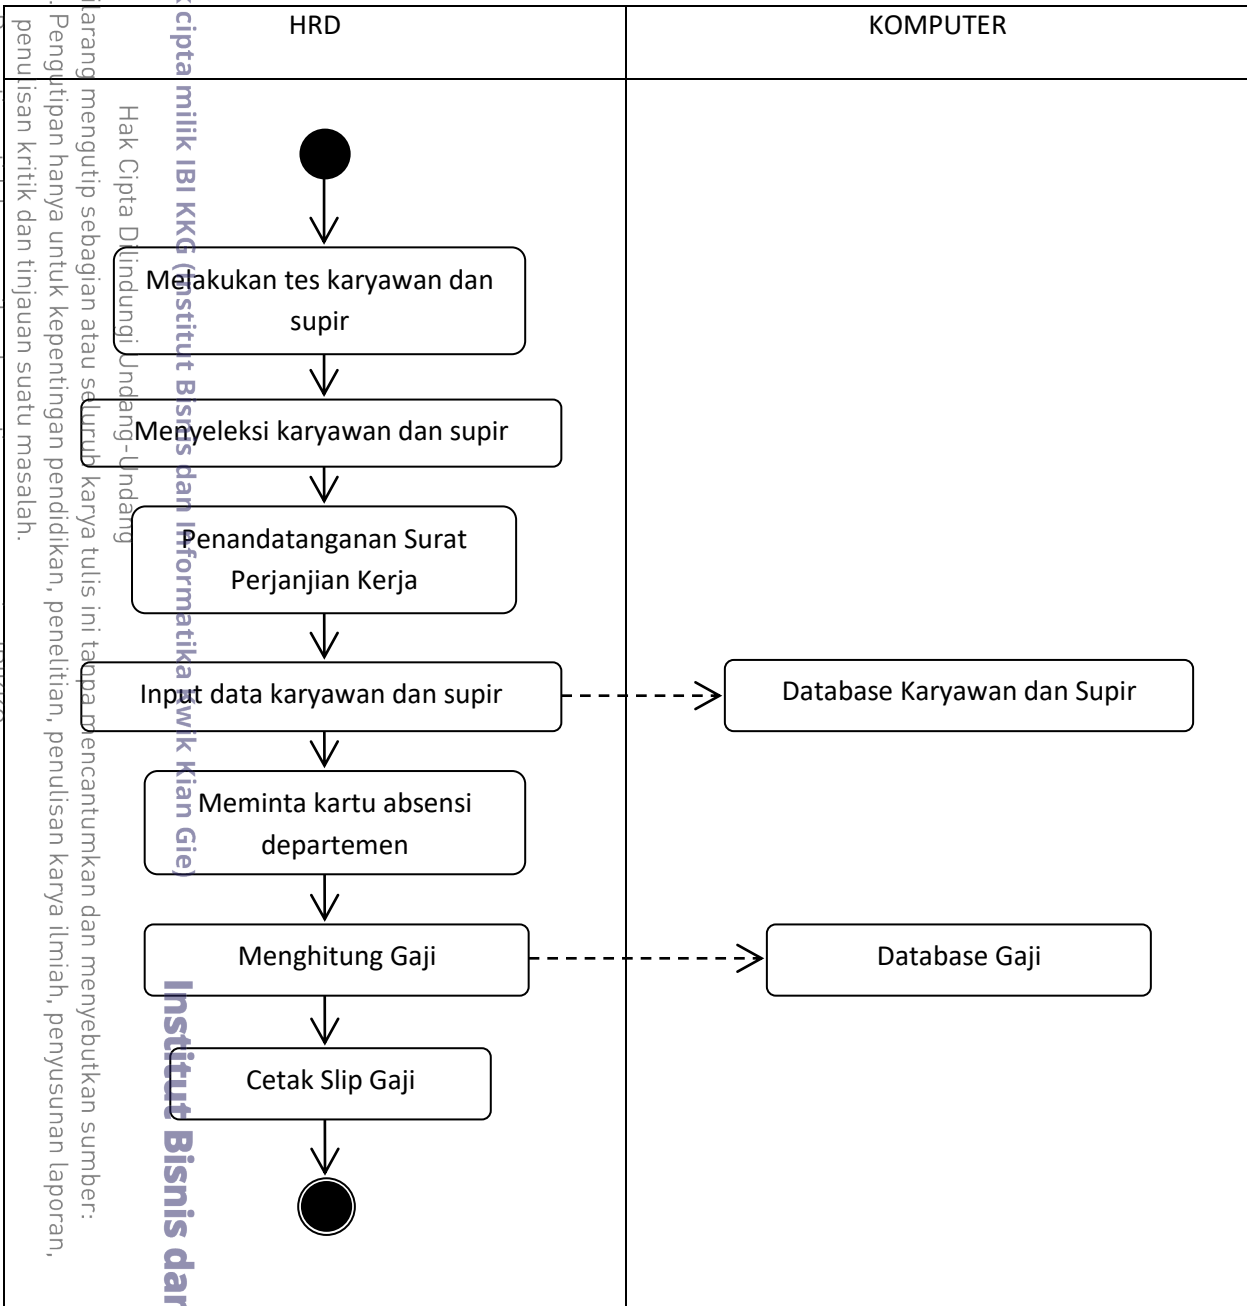 HRD
KOMPUTER
Melakukan tes karyawan dan
supir
Menyeleksi karyawan dan supir
Penandatanganan Surat
Perjanjian Kerja
Input data karyawan dan supir
Database Karyawan dan Supir
Meminta kartu absensi
departemen
Menghitung Gaji
Database Gaji
Cetak Slip Gaji
cipta milik IBI KKG (Institut Bisnis dan Informatika Kwik Kian Gie)
Institut Bisnis dan
Hak Cipta Dilindungi Undang-Undang
ilarang mengutip sebagian atau seluruh karya tulis ini tanpa mencantumkan dan menyebutkan sumber:
. Pengutipan hanya untuk kepentingan pendidikan, penelitian, penulisan karya ilmiah, penyusunan laporan,
penulisan kritik dan tinjauan suatu masalah.